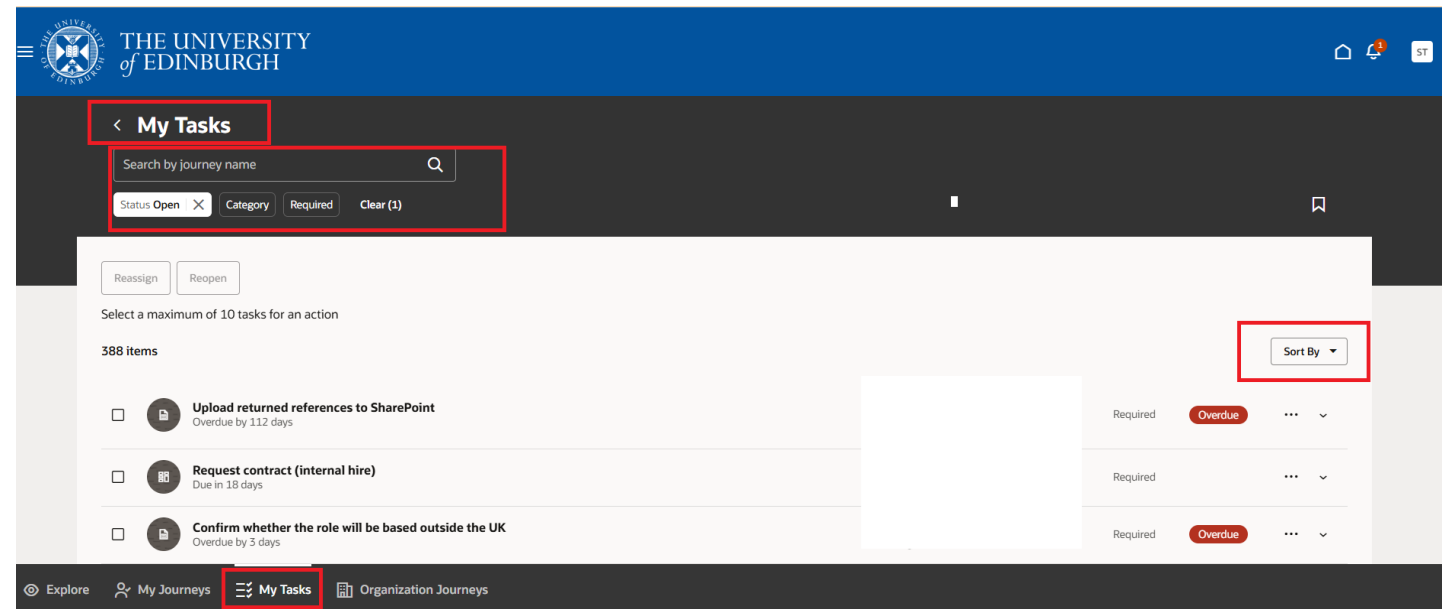 THE UNIVERSITY
of EDINBURGH
1
ST
My Tasks
Search by journey name
Status Open Category Required Clear (1)
Reassign Reopen
Select a maximum of 10 tasks for an action
388 items
Sort By
Upload returned references to SharePoint
Overdue by 112 days
Required Overdue
Request contract (internal hire)
Due in 18 days
Required
Confirm whether the role will be based outside the UK
Overdue by 3 days
Required Overdue
Explore My Journeys My Tasks Organization Journeys